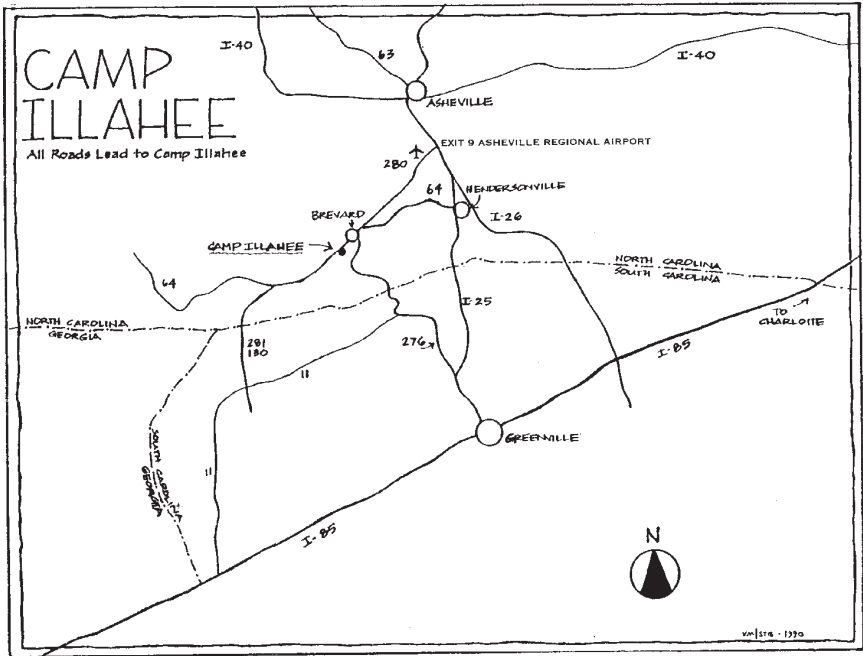 CAMP
ILLAHEE
All Roads Lead to Camp Illahee
I-40
63
I-40
ASHEVILLE
EXIT 9 ASHEVILLE REGIONAL AIRPORT
280
64
HENDERSONVILLE
BREVARD
I-26
CAMP ILLAHEE
64
NORTH CAROLINA
SOUTH CAROLINA
I-25
TO
CHARLOTTE
NORTH CAROLINA
GEORGIA
281
130
276
I-85
11
GREENVILLE
SOUTH CAROLINA
GEORGIA
11
I-85
N
1990